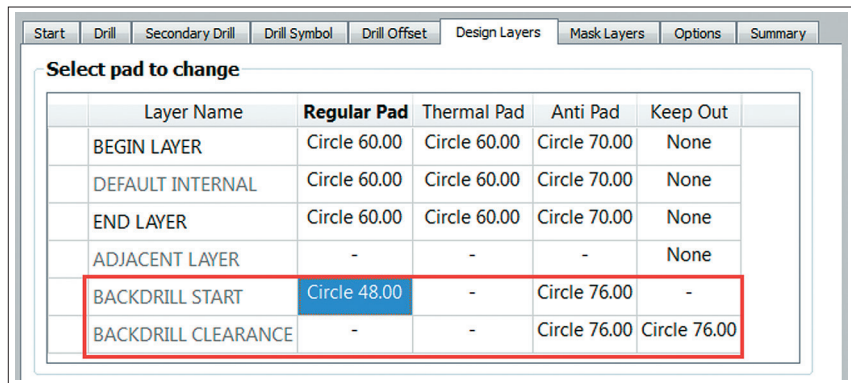 Start Drill Secondary Drill Drill Symbol Drill Offset Design Layers Mask Layers Options Summary
Select pad to change
Layer Name Regular Pad Thermal Pad Anti Pad Keep Out
BEGIN LAYER Circle 60.00 Circle 60.00 Circle 70.00 None
DEFAULT INTERNAL Circle 60.00 Circle 60.00 Circle 70.00 None
END LAYER Circle 60.00 Circle 60.00 Circle 70.00 None
ADJACENT LAYER - - - None
BACKDRILL START Circle 48.00 - Circle 76.00 -
BACKDRILL CLEARANCE - - Circle 76.00 Circle 76.00